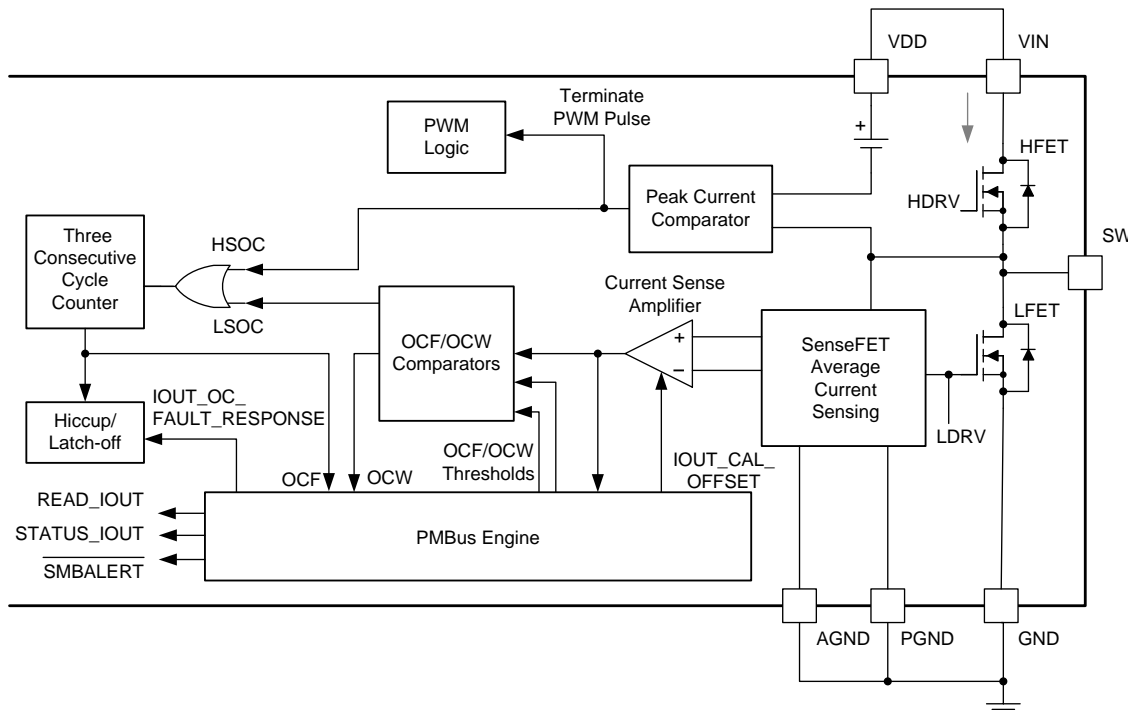 VDD
VIN
Terminate
PWM Pulse
PWM
Logic
+
HFET
Peak Current
Comparator
HDRV
Three
Consecutive
Cycle
Counter
HSOC
SW
LSOC
Current Sense
Amplifier
LFET
OCF/OCW
Comparators
+
−
SenseFET
Average
Current
Sensing
IOUT_OC_
FAULT_RESPONSE
Hiccup/
Latch-off
LDRV
OCF/OCW
Thresholds
IOUT_CAL_
OFFSET
OCF
OCW
READ_IOUT
STATUS_IOUT
SMBALERT
PMBus Engine
AGND
PGND
GND